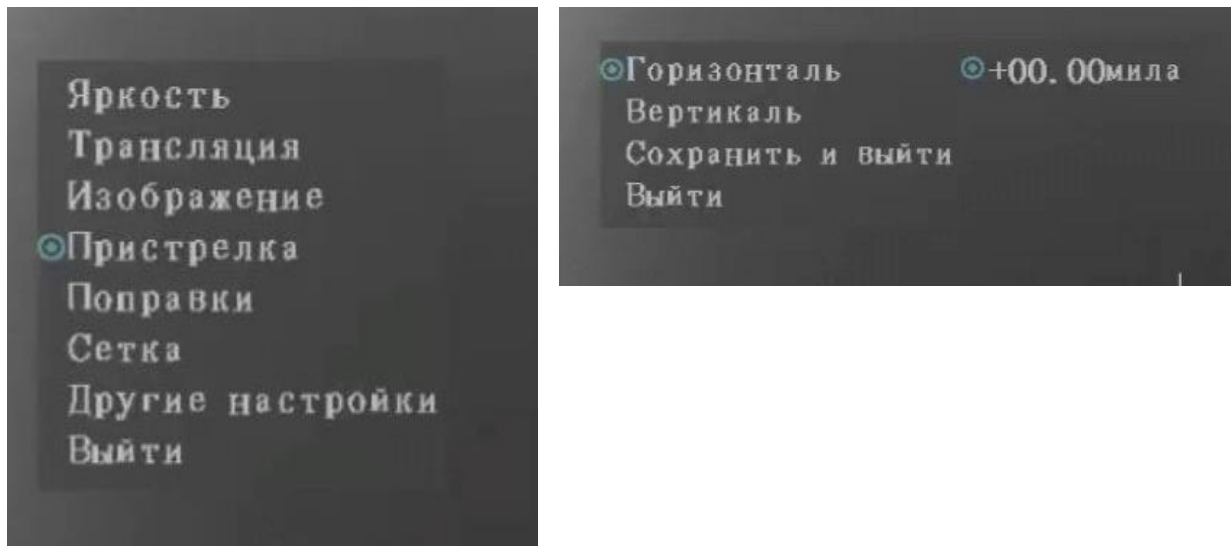 Яркость
Трансляция
Изображение
Пристрелка
Поправки
Сетка
Другие настройки
Выйти
Горизонталь +00.00мила
Вертикаль
Сохранить и выйти
Выйти